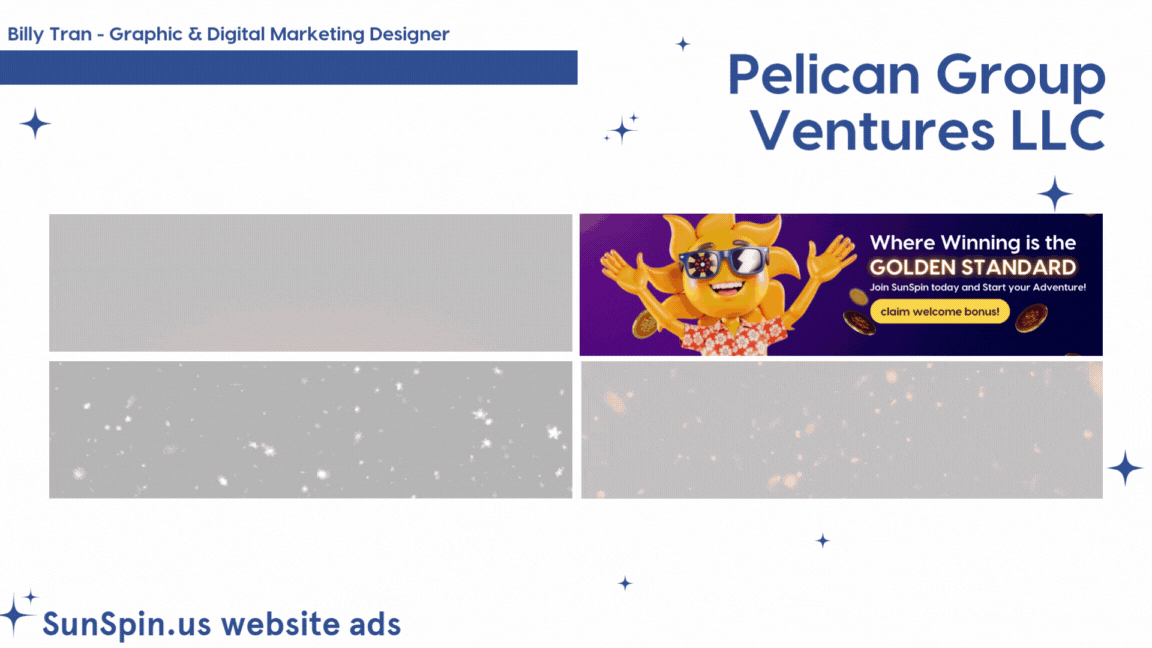 Billy Tran - Graphic & Digital Marketing Designer
Pelican Group
Ventures LLC
Where Winning is the
GOLDEN STANDARD
Join SunSpin today and Start your Adventure!
claim welcome bonus!
SunSpin.us website ads